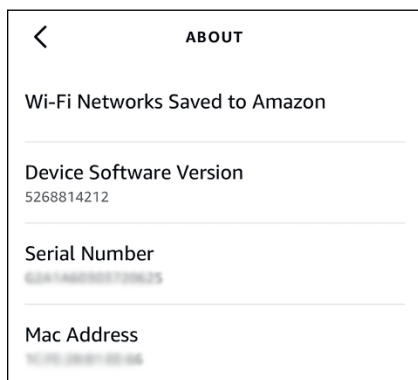 ABOUT
Wi-Fi Networks Saved to Amazon
Device Software Version
5268814212
Serial Number
Mac Address